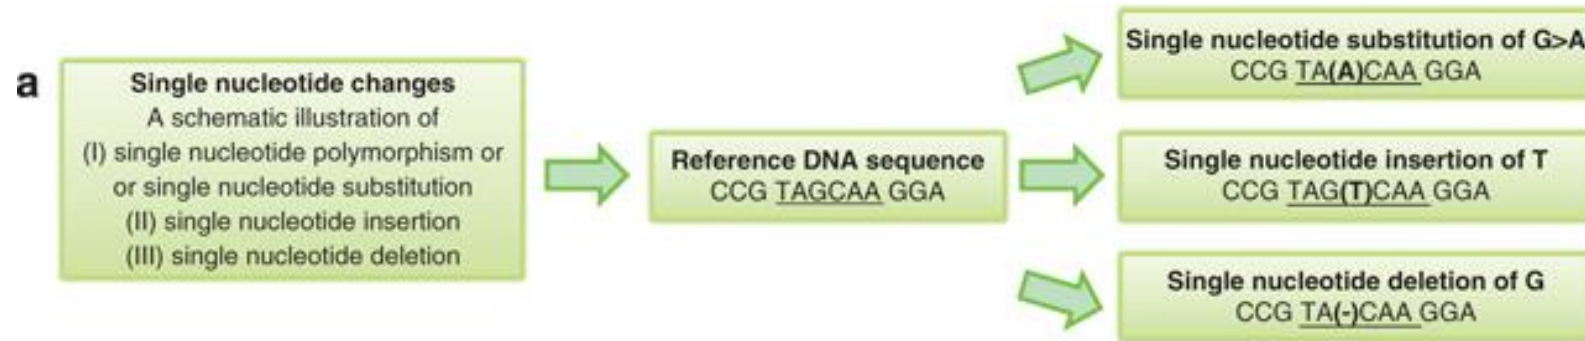 a
Single nucleotide changes
A schematic illustration of
(I) single nucleotide polymorphism or
or single nucleotide substitution
(II) single nucleotide insertion
(III) single nucleotide deletion
Reference DNA sequence
CCG TAGCAA GGA
Single nucleotide substitution of G>A
CCG TA(A)CAA GGA
Single nucleotide insertion of T
CCG TAG(T)CAA GGA
Single nucleotide deletion of G
CCG TA(-)CAA GGA